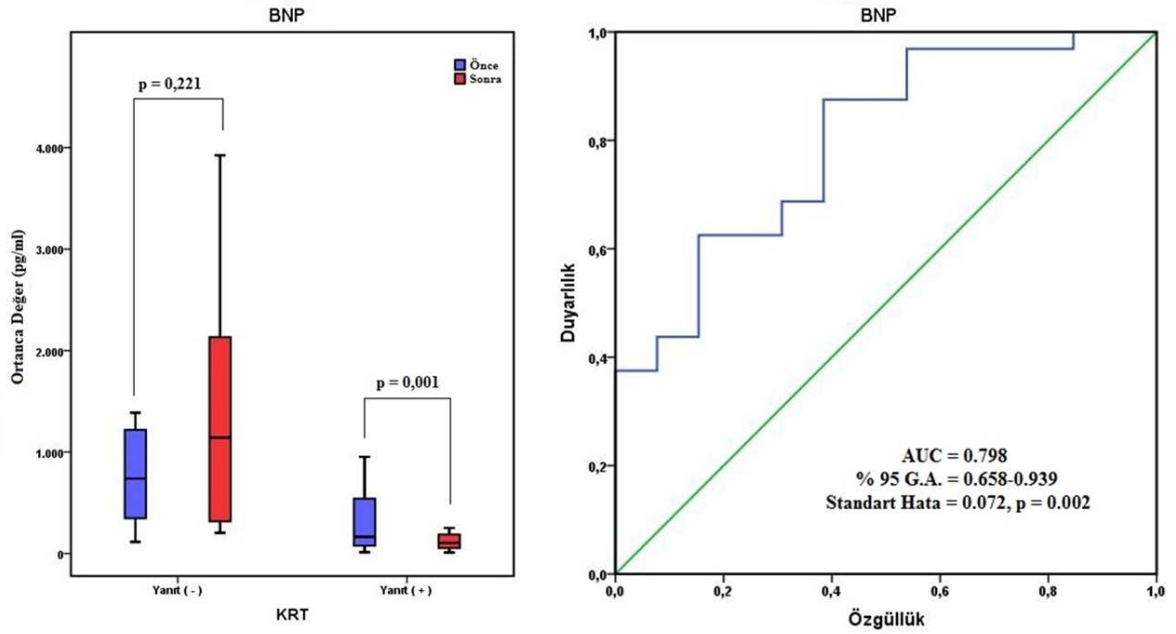 BNP
Önce
Sonra
p = 0,221
p = 0,001
Ortanca Değer (pg/ml)
4.000
3.000
2.000
1.000
0
Yanıt ( - )
Yanıt ( + )
KRT
BNP
Duyarlılık
1,0
0,8
0,6
0,4
0,2
0,0
AUC = 0.798
% 95 G.A. = 0.658-0.939
Standart Hata = 0.072, p = 0.002
0,0
0,2
0,4
0,6
0,8
1,0
Özgüllük